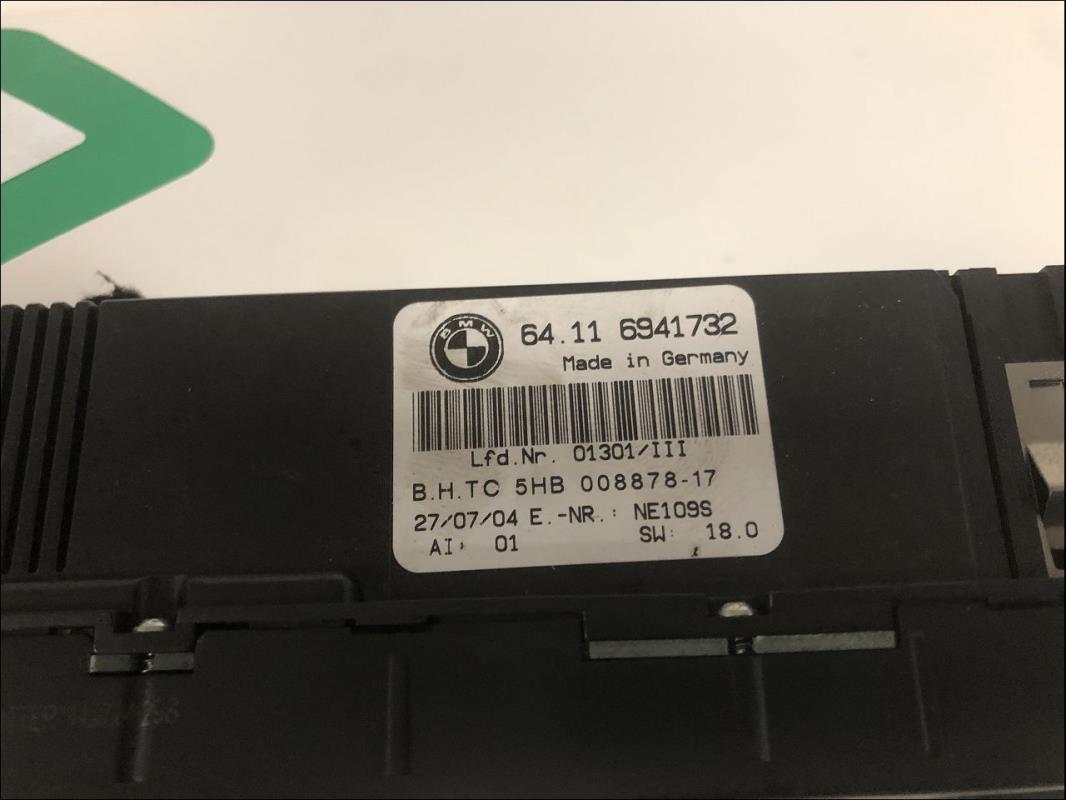 BMW
64.11 6941732
Made in Germany
Lfd.Nr. 01301/III
B.H.TC 5HB 008878-17
27/07/04 E.-NR.: NE109S
AI: 01 SW: 18.0